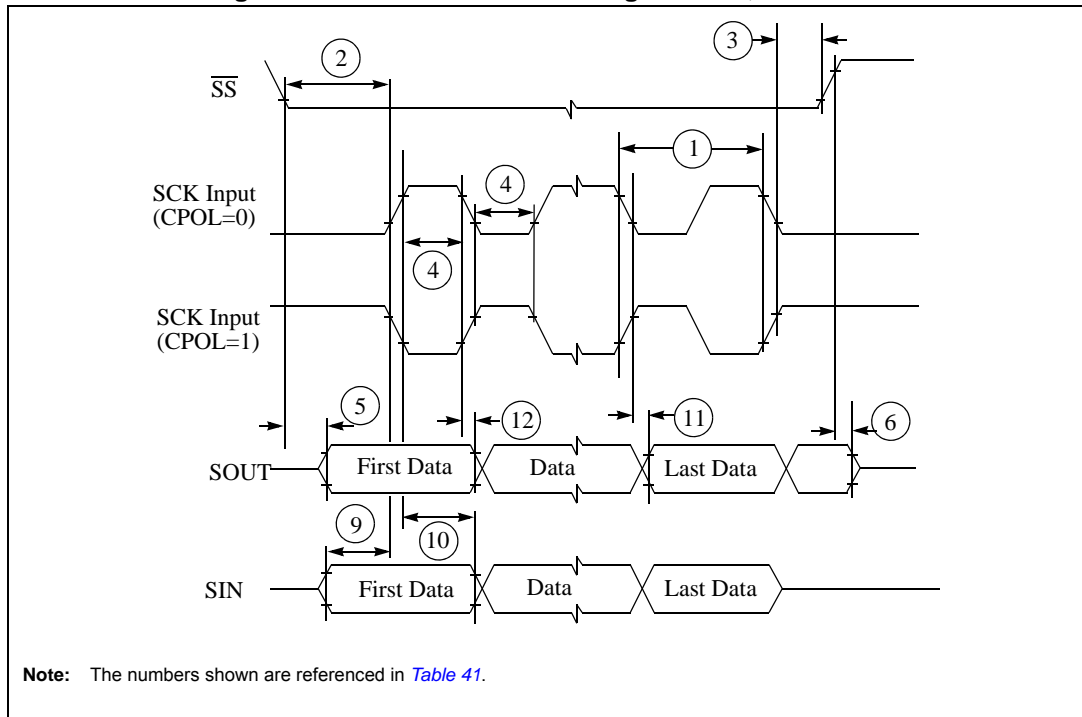 3
2
SS
1
SCK Input
(CPOL=0)
4
4
SCK Input
(CPOL=1)
5
12
11
6
SOUT
First Data
Data
Last Data
9
10
SIN
First Data
Data
Last Data
Note: The numbers shown are referenced in Table 41.